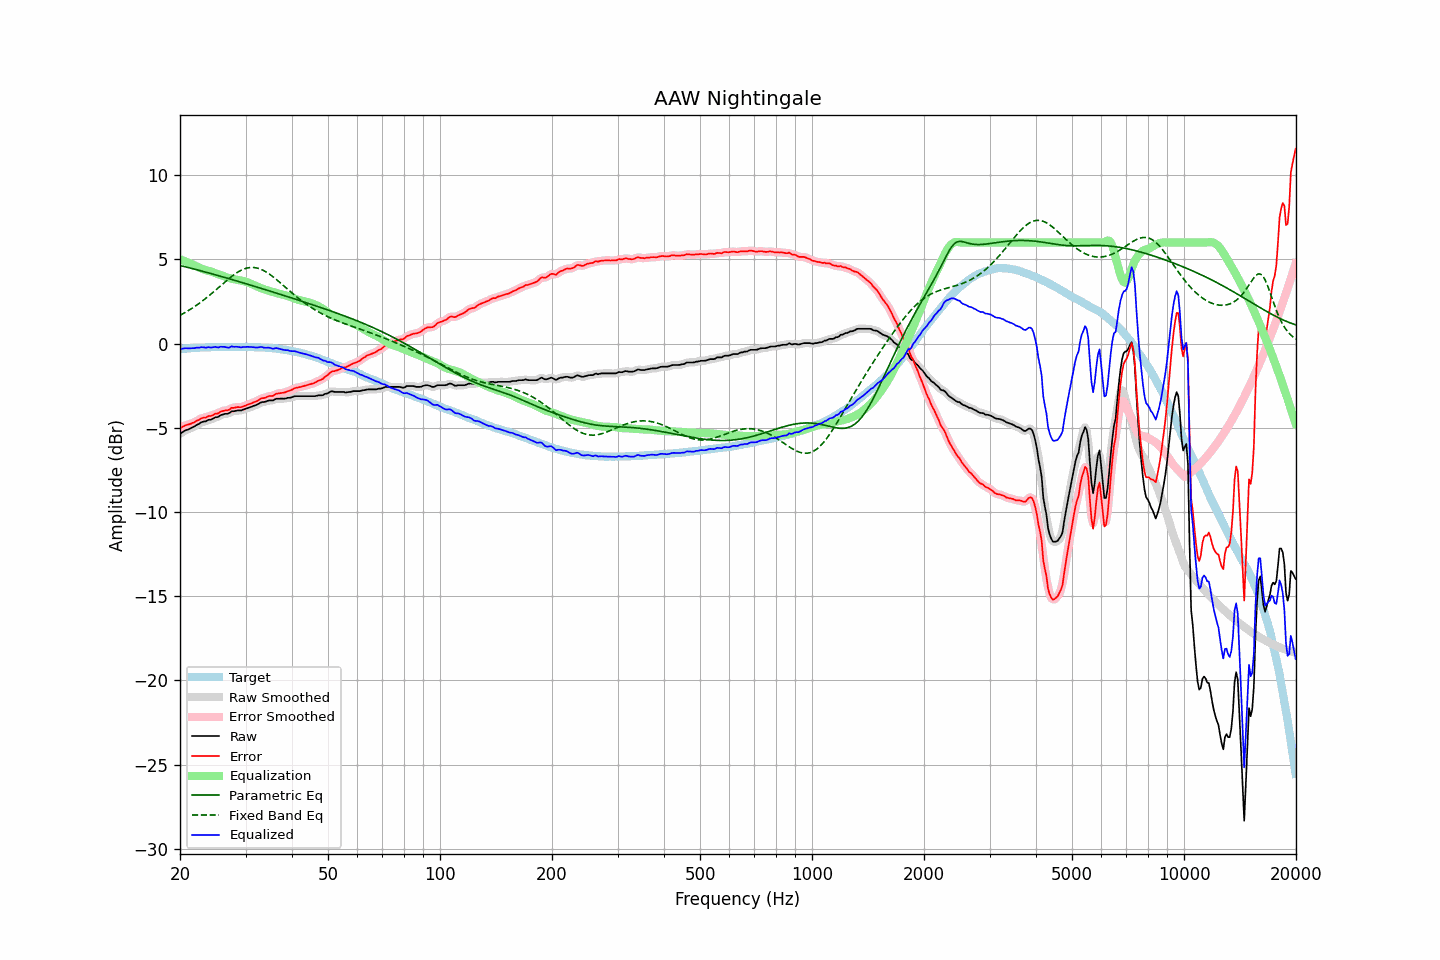 AAW Nightingale
10
5
0
−5
−10
−15
−20
−25
−30
Amplitude (dBr)
Target
Raw Smoothed
Error Smoothed
Raw
Error
Equalization
Parametric Eq
Fixed Band Eq
Equalized
20 50 100 200 500 1000 2000 5000 10000 20000
Frequency (Hz)